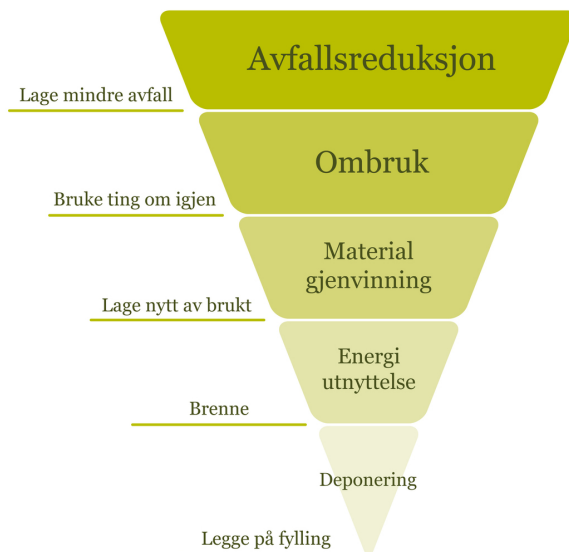 Avfallsreduksjon
Lage mindre avfall
Ombruk
Bruke ting om igjen
Material
gjenvinning
Lage nytt av brukt
Energi
utnyttelse
Brenne
Deponering
Legge på fylling